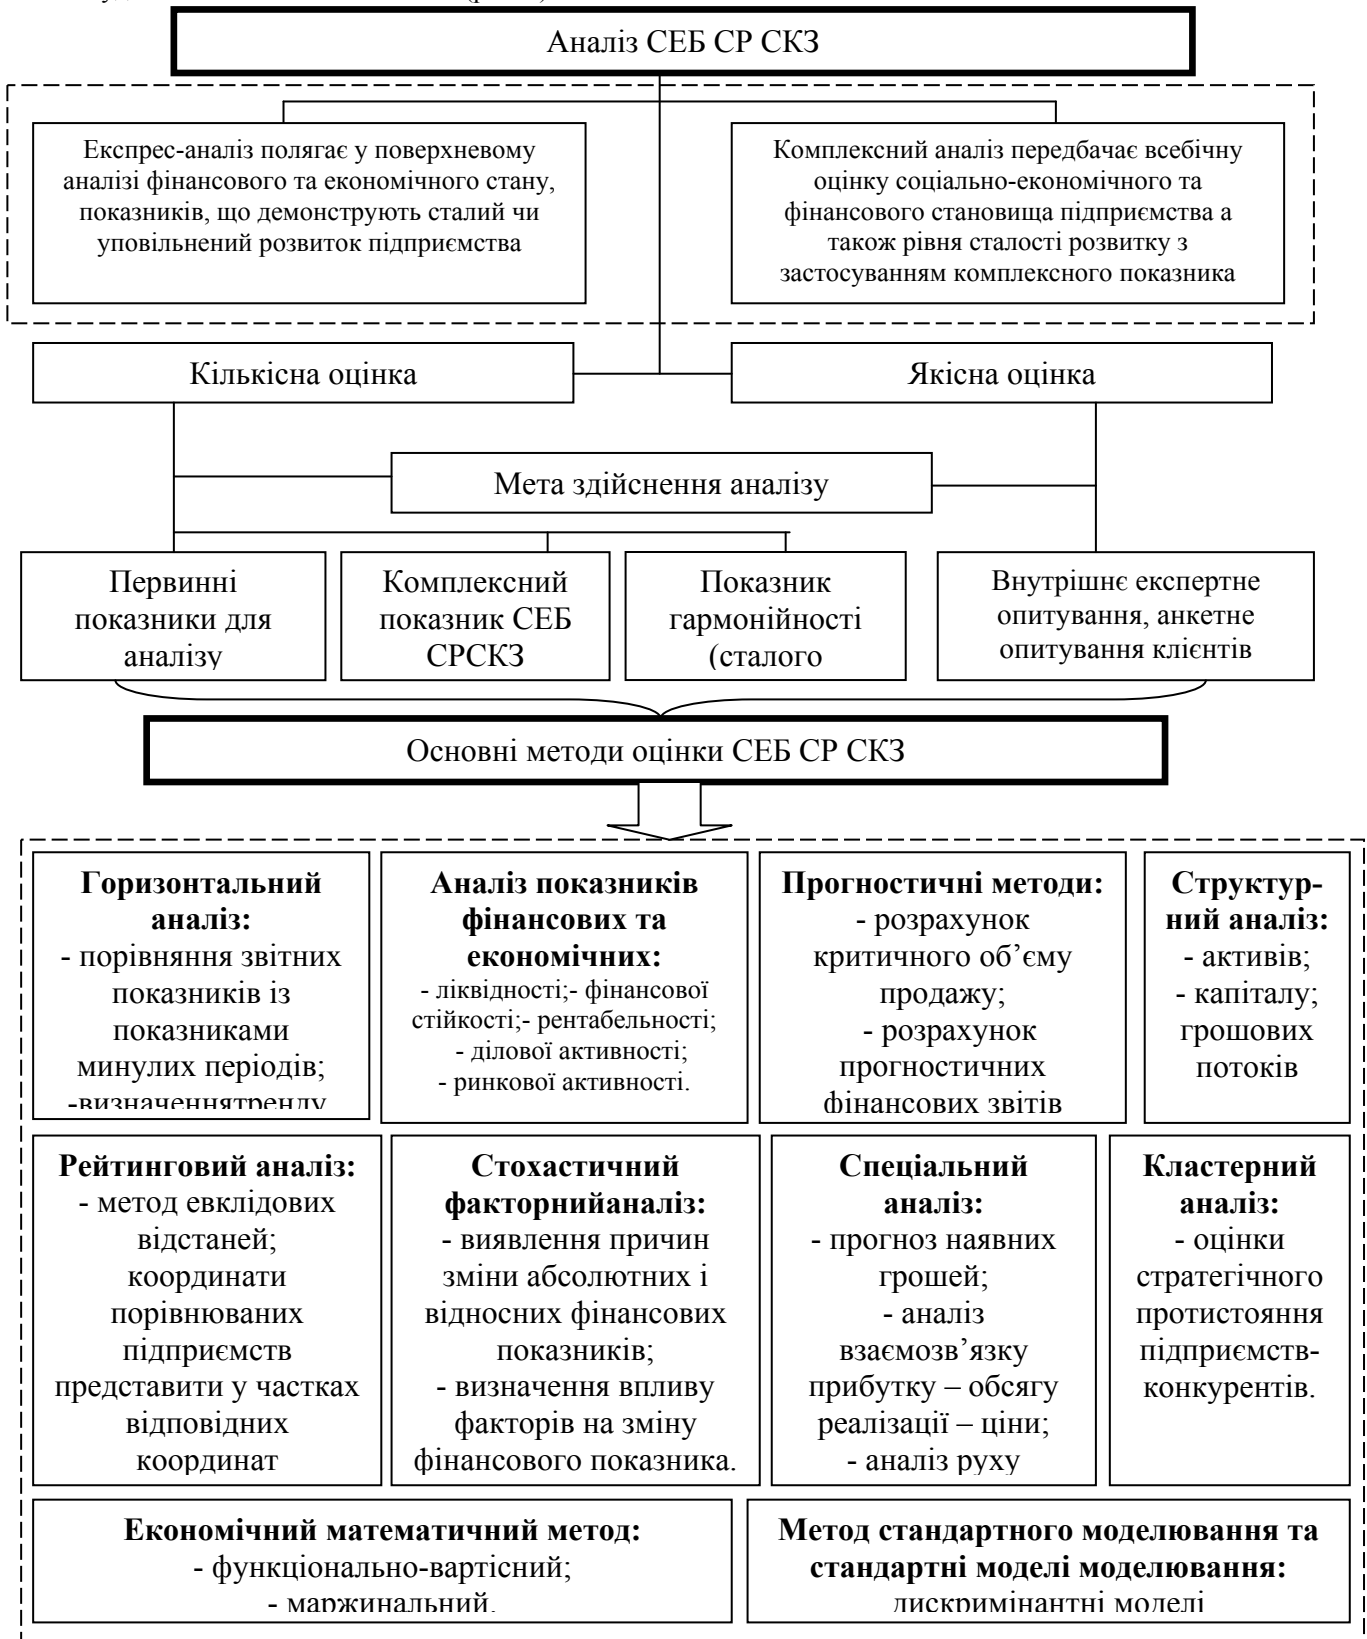 Аналіз СЕБ СР СКЗ
Експрес-аналіз полягає у поверхневому
аналізі фінансового та економічного стану,
показників, що демонструють сталий чи
уповільнений розвиток підприємства
Комплексний аналіз передбачає всебічну
оцінку соціально-економічного та
фінансового становища підприємства а
також рівня сталості розвитку з
застосуванням комплексного показника
Кількісна оцінка
Якісна оцінка
Мета здійснення аналізу
Первинні
показники для
аналізу
Комплексний
показник СЕБ
СРСКЗ
Показник
гармонійності
(сталого
Внутрішнє експертне
опитування, анкетне
опитування клієнтів
Основні методи оцінки СЕБ СР СКЗ
Горизонтальний
аналіз:
- порівняння звітних
показників із
показниками
минулих періодів;
-визначеннятренду
Аналіз показників
фінансових та
економічних:
- ліквідності;- фінансової
стійкості;- рентабельності;
- ділової активності;
- ринкової активності.
Прогностичні методи:
- розрахунок
критичного об’єму
продажу;
- розрахунок
прогностичних
фінансових звітів
Структур-
ний аналіз:
- активів;
- капіталу;
грошових
потоків
Рейтинговий аналіз:
- метод евклідових
відстаней;
координати
порівнюваних
підприємств
представити у частках
відповідних
координат
Стохастичний
факторнийаналіз:
- виявлення причин
зміни абсолютних і
відносних фінансових
показників;
- визначення впливу
факторів на зміну
фінансового показника.
Спеціальний
аналіз:
- прогноз наявних
грошей;
- аналіз
взаємозв’язку
прибутку – обсягу
реалізації – ціни;
- аналіз руху
Кластерний
аналіз:
- оцінки
стратегічного
протистояння
підприємств-
конкурентів.
Економічний математичний метод:
- функціонально-вартісний;
- маржинальний.
Метод стандартного моделювання та
стандартні моделі моделювання:
дискримінантні моделі